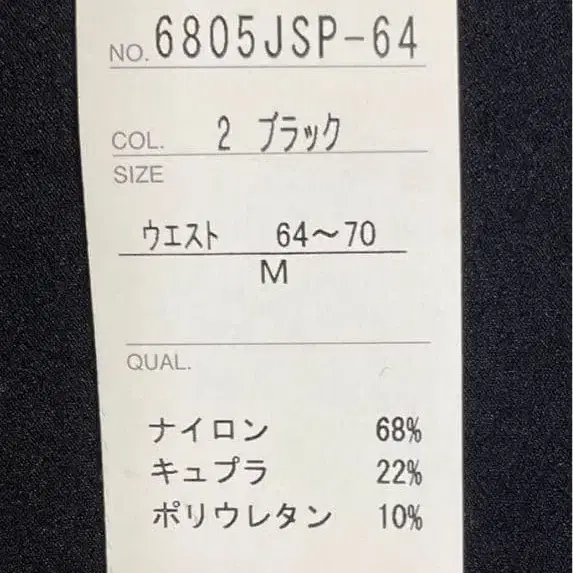 NO. 6805JSP-64
COL. 2 ブラック
SIZE
ウエスト 64〜70
M
QUAL.
ナイロン 68%
キュプラ 22%
ポリウレタン 10%